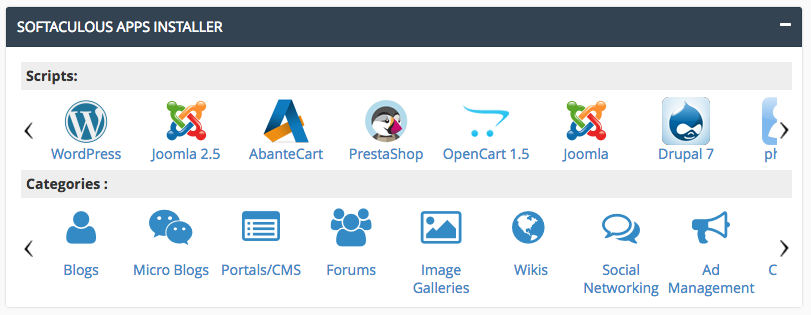 SOFTACULOUS APPS INSTALLER
Scripts:
WordPress Joomla 2.5 AbanteCart PrestaShop OpenCart 1.5 Joomla Drupal 7
Categories :
Blogs Micro Blogs Portals/CMS Forums Image Galleries Wikis Social Networking Ad Management